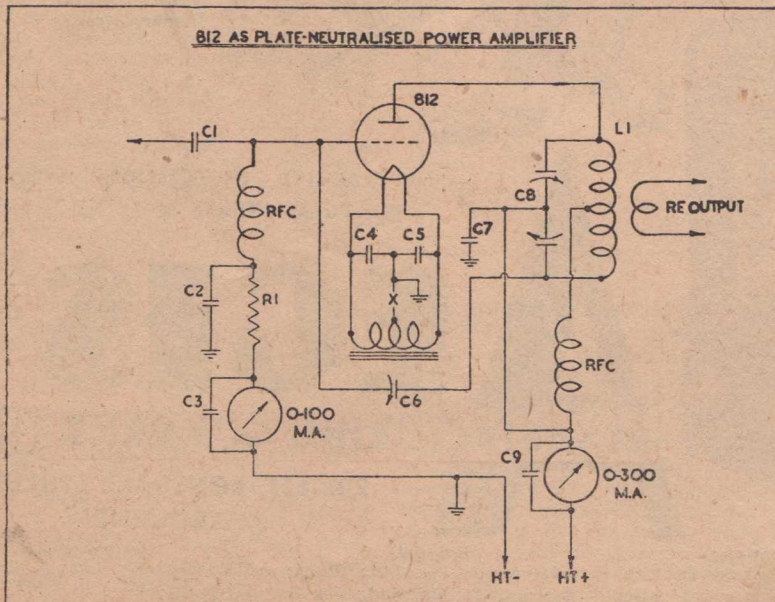 812 AS PLATE-NEUTRALISED POWER AMPLIFIER
812
C1
L1
RFC
C8
RF OUTPUT
C4
C5
C7
C2
R1
X
RFC
C3
0-100
M.A.
C6
C9
0-300
M.A.
HT-
HT+